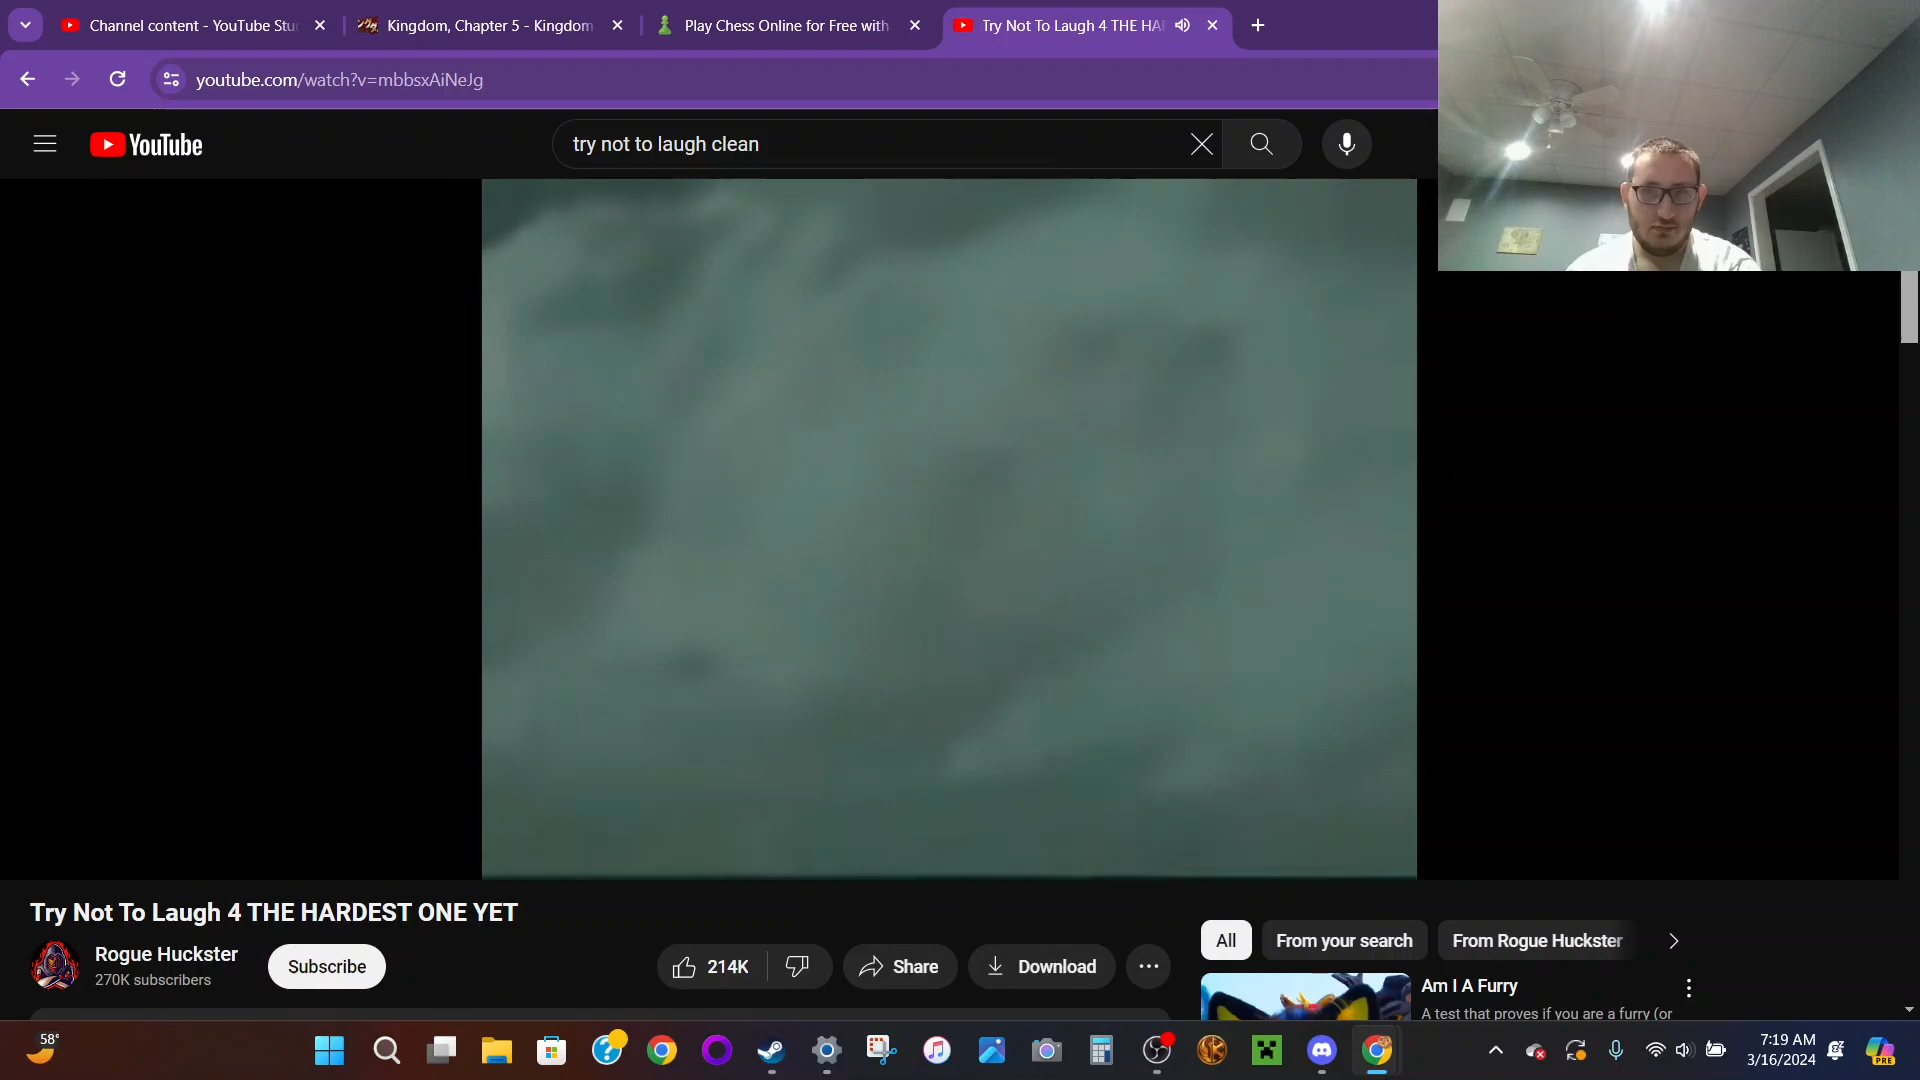 Channel content - YouTube Stu
Kingdom, Chapter 5 - Kingdom
Play Chess Online for Free with
Try Not To Laugh 4 THE HA
youtube.com/watch?v=mbbsxAiNeJg
YouTube
try not to laugh clean
Try Not To Laugh 4 THE HARDEST ONE YET
Rogue Huckster
270K subscribers
Subscribe
214K
Share
Download
All
From your search
From Rogue Huckster
Am I A Furry
A test that proves if you are a furry (or
58°
7:19 AM
3/16/2024
PRE